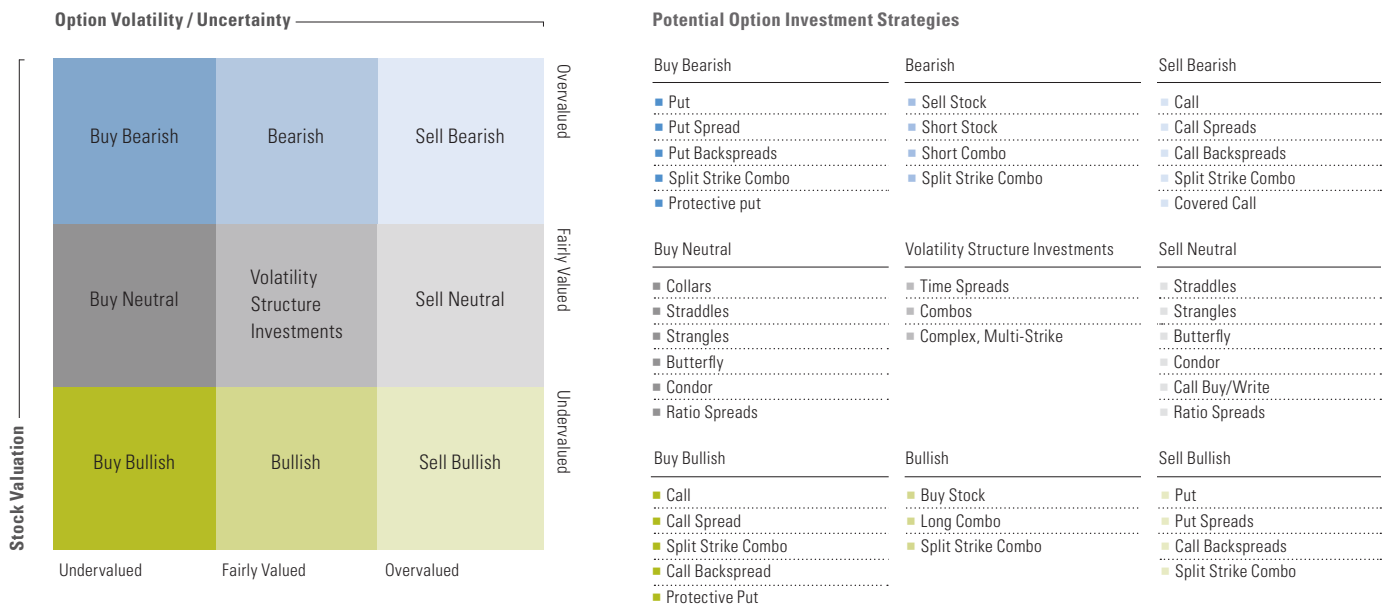 Option Volatility / Uncertainty
Stock Valuation
Buy Bearish
Bearish
Sell Bearish
Overvalued
Buy Neutral
Volatility
Structure
Investments
Sell Neutral
Fairly Valued
Buy Bullish
Bullish
Sell Bullish
Undervalued
Undervalued
Fairly Valued
Overvalued
Potential Option Investment Strategies
Buy Bearish
Put
Put Spread
Put Backspreads
Split Strike Combo
Protective put
Bearish
Sell Stock
Short Stock
Short Combo
Split Strike Combo
Sell Bearish
Call
Call Spreads
Call Backspreads
Split Strike Combo
Covered Call
Buy Neutral
Collars
Straddles
Strangles
Butterfly
Condor
Ratio Spreads
Volatility Structure Investments
Time Spreads
Combos
Complex, Multi-Strike
Sell Neutral
Straddles
Strangles
Butterfly
Condor
Call Buy/Write
Ratio Spreads
Buy Bullish
Call
Call Spread
Split Strike Combo
Call Backspread
Protective Put
Bullish
Buy Stock
Long Combo
Split Strike Combo
Sell Bullish
Put
Put Spreads
Call Backspreads
Split Strike Combo